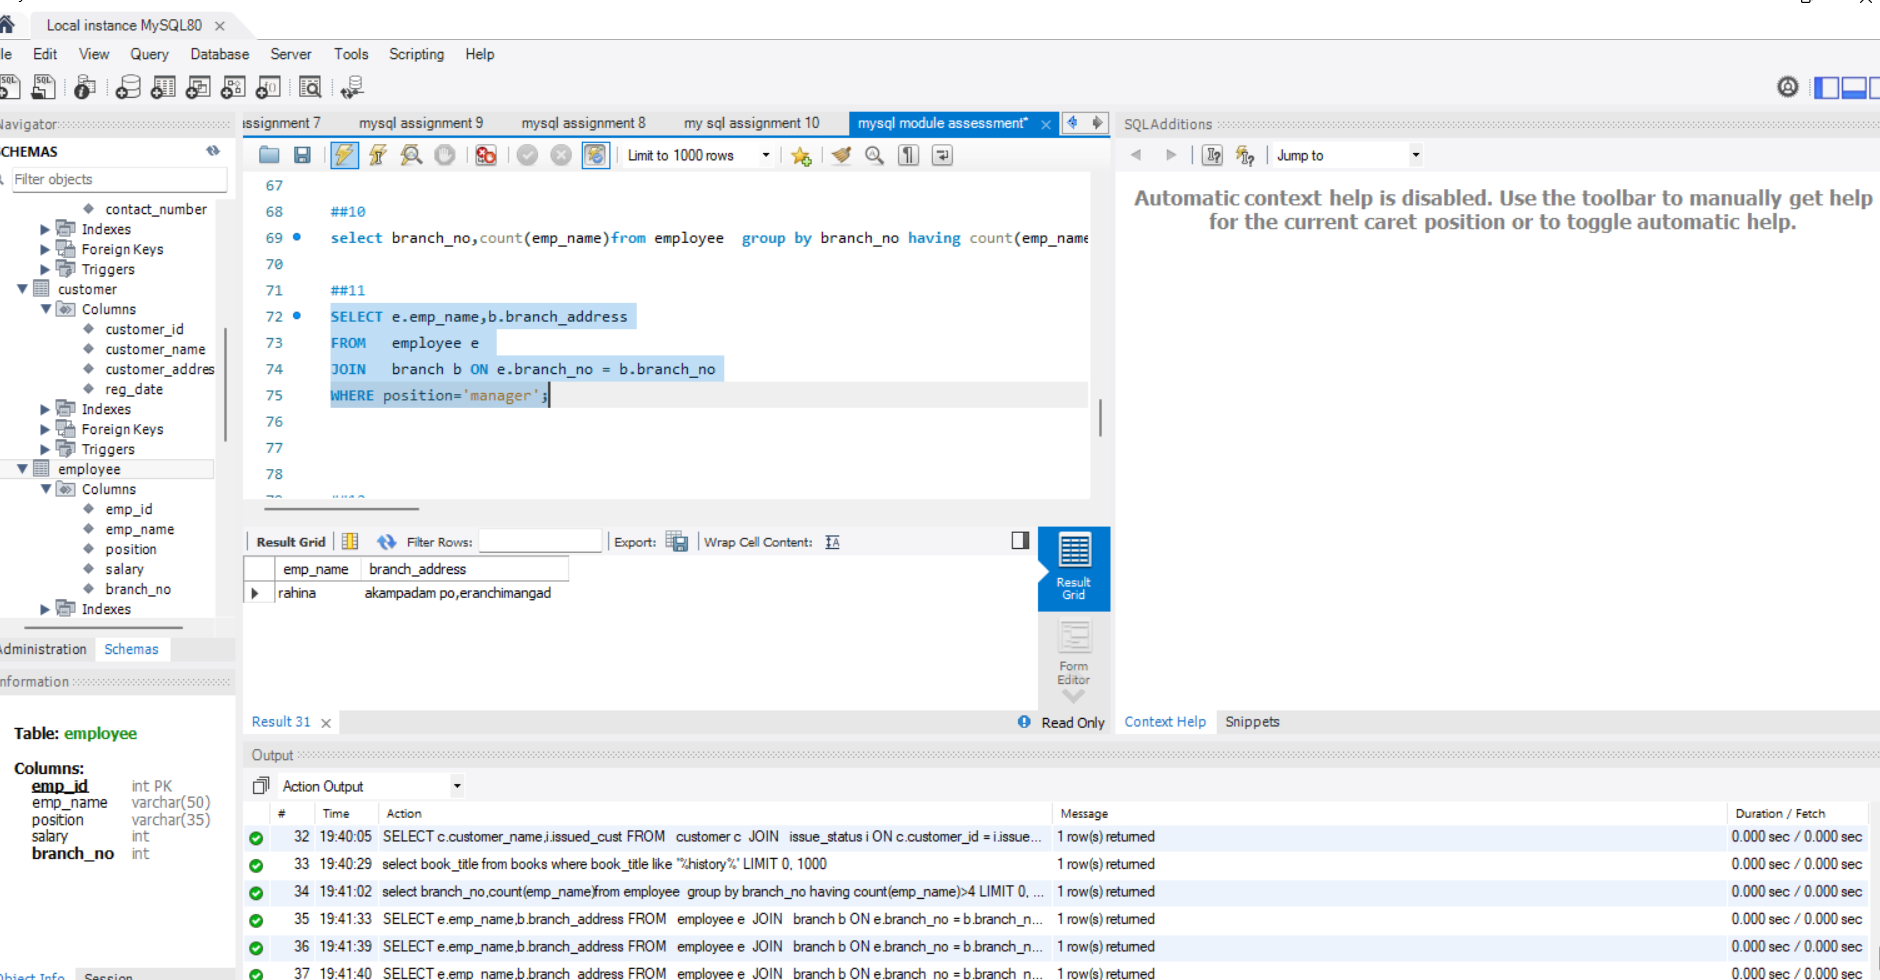 Local instance MySQL80
Edit View Query Database Server Tools Scripting Help
SCHEMAS
Filter objects
contact_number
Indexes
Foreign Keys
Triggers
customer
Columns
customer_id
customer_name
customer_addres
reg_date
Indexes
Foreign Keys
Triggers
employee
Columns
emp_id
emp_name
position
salary
branch_no
Indexes
Administration Schemas
Table: employee
Columns:
emp_id int PK
emp_name varchar(50)
position varchar(35)
salary int
branch_no int
Object Info Session
assignment 7 mysql assignment 9 mysql assignment 8 my sql assignment 10 mysql module assessment*
Limit to 1000 rows
67
68 ##10
69 select branch_no,count(emp_name)from employee  group by branch_no having count(emp_name
70
71 ##11
72 SELECT e.emp_name,b.branch_address
73 FROM   employee e
74 JOIN   branch b ON e.branch_no = b.branch_no
75 WHERE position='manager';
76
77
78
Result Grid Filter Rows: Export: Wrap Cell Content:
emp_name branch_address
rahina akampadam po,eranchimangad
Result Grid
Form Editor
Result 31 Read Only
SQLAdditions
Jump to
Automatic context help is disabled. Use the toolbar to manually get help
for the current caret position or to toggle automatic help.
Context Help Snippets
Output
Action Output
# Time Action Message Duration / Fetch
32 19:40:05 SELECT c.customer_name,i.issued_cust FROM   customer c  JOIN   issue_status i ON c.customer_id = i.issue... 1 row(s) returned 0.000 sec / 0.000 sec
33 19:40:29 select book_title from books where book_title like '%history%' LIMIT 0, 1000 1 row(s) returned 0.000 sec / 0.000 sec
34 19:41:02 select branch_no,count(emp_name)from employee  group by branch_no having count(emp_name)>4 LIMIT 0, ... 1 row(s) returned 0.000 sec / 0.000 sec
35 19:41:33 SELECT e.emp_name,b.branch_address FROM   employee e  JOIN   branch b ON e.branch_no = b.branch_n... 1 row(s) returned 0.000 sec / 0.000 sec
36 19:41:39 SELECT e.emp_name,b.branch_address FROM   employee e  JOIN   branch b ON e.branch_no = b.branch_n... 1 row(s) returned 0.000 sec / 0.000 sec
37 19:41:40 SELECT e.emp_name,b.branch_address FROM   employee e  JOIN   branch b ON e.branch_no = b.branch_n... 1 row(s) returned 0.000 sec / 0.000 sec